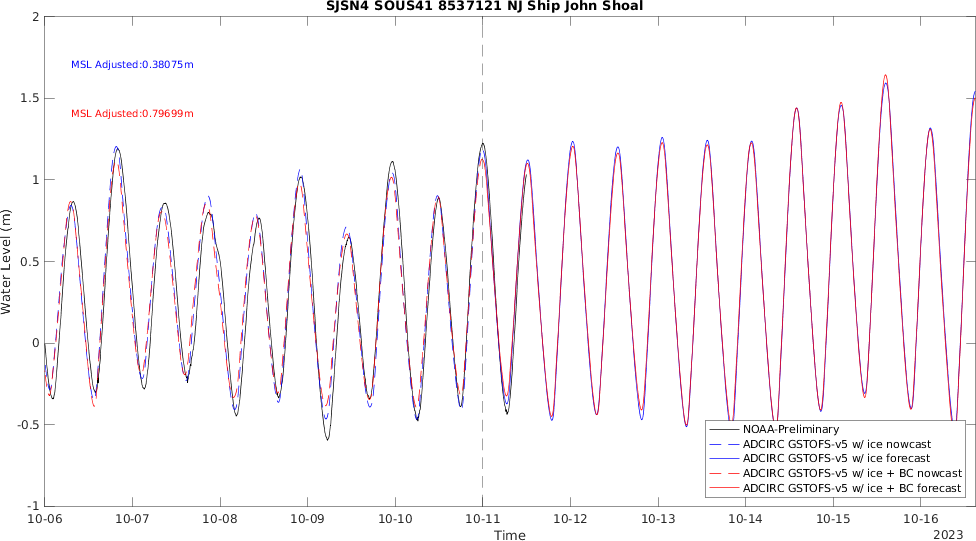 SJSN4 SOUS41 8537121 NJ Ship John Shoal
2
1.5
1
0.5
0
-0.5
-1
Water Level (m)
MSL Adjusted:0.38075m
MSL Adjusted:0.79699m
NOAA-Preliminary
ADCIRC GSTOFS-v5 w/ ice nowcast
ADCIRC GSTOFS-v5 w/ ice forecast
ADCIRC GSTOFS-v5 w/ ice + BC nowcast
ADCIRC GSTOFS-v5 w/ ice + BC forecast
10-06 10-07 10-08 10-09 10-10 10-11 10-12 10-13 10-14 10-15 10-16
Time
2023